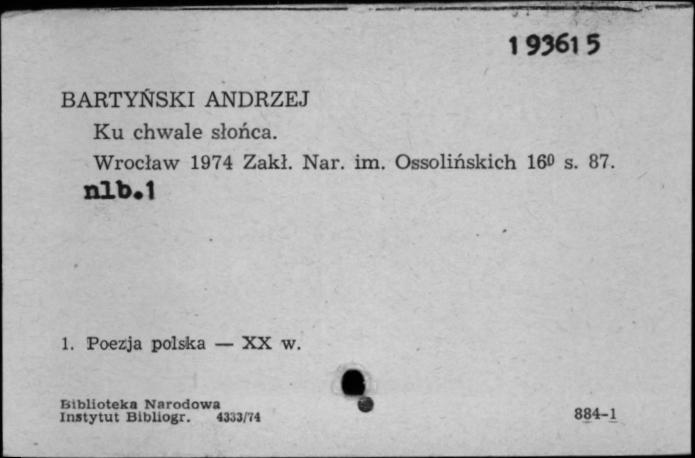 193615
BARTYŃSKI ANDRZEJ
Ku chwale słońca.
Wrocław 1974 Zakł. Nar. im. Ossolińskich 16⁰ s. 87.
nlb.1
1. Poezja polska — XX w.
Biblioteka Narodowa
Instytut Bibliogr. 4333/74
884-1